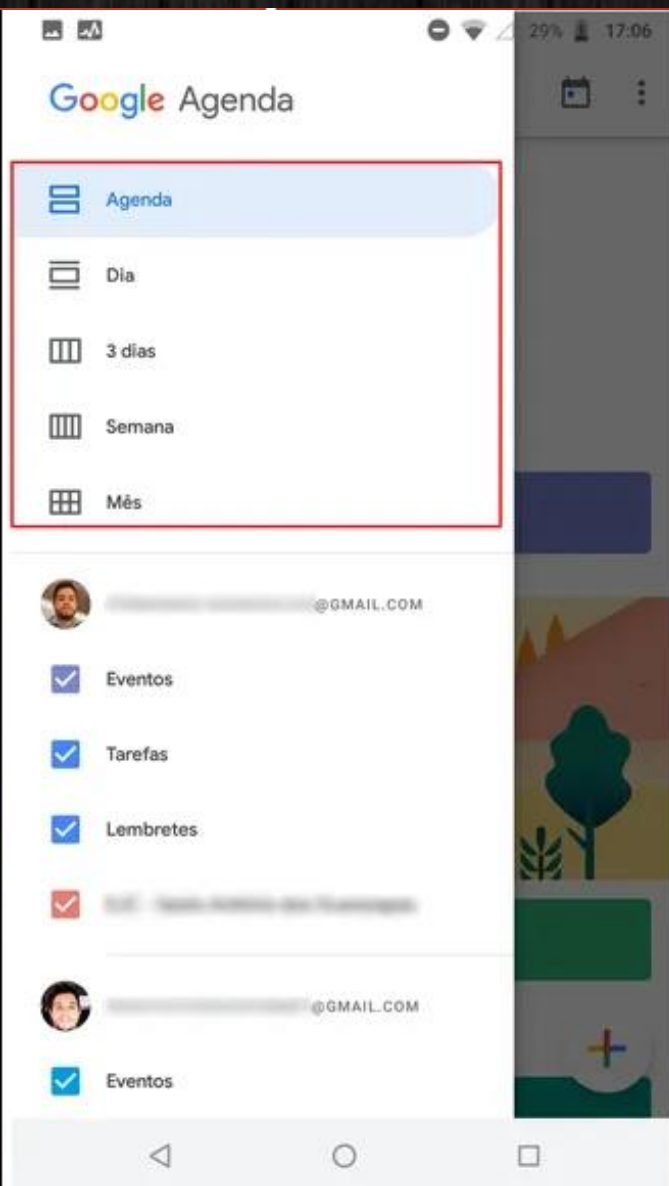 29% 17:06
Google Agenda
Agenda
Dia
3 dias
Semana
Mês
@GMAIL.COM
Eventos
Tarefas
Lembretes
@GMAIL.COM
Eventos